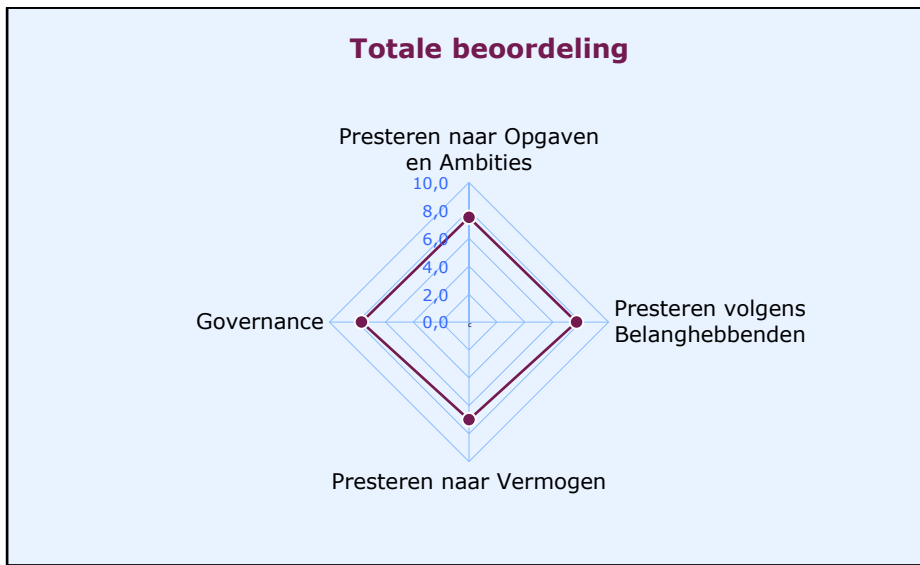 Totale beoordeling
Presteren naar Opgaven
en Ambities
10,0
8,0
6,0
4,0
2,0
0,0
Governance
Presteren volgens
Belanghebbenden
Presteren naar Vermogen